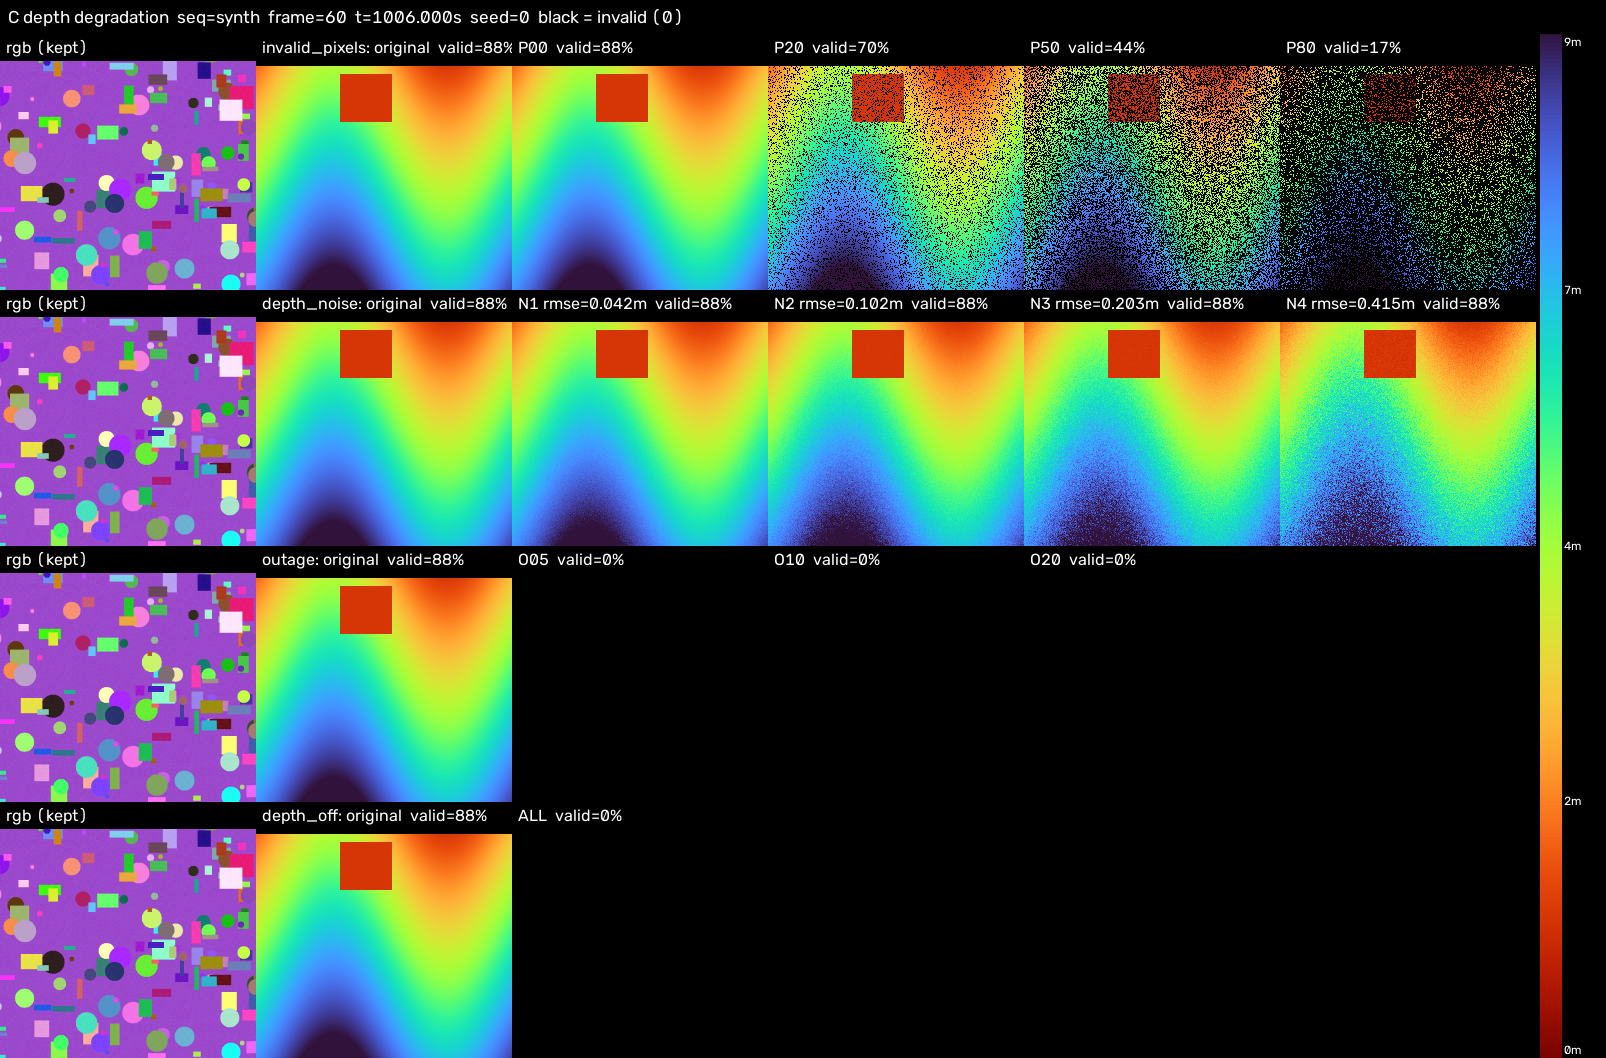 C depth degradation seq=synth frame=60 t=1006.000s seed=0 black = invalid (0)
rgb (kept) invalid_pixels: original valid=88% P00 valid=88% P20 valid=70% P50 valid=44% P80 valid=17%
9m
7m
rgb (kept) depth_noise: original valid=88% N1 rmse=0.042m valid=88% N2 rmse=0.102m valid=88% N3 rmse=0.203m valid=88% N4 rmse=0.415m valid=88%
4m
rgb (kept) outage: original valid=88% O05 valid=0% O10 valid=0% O20 valid=0%
2m
rgb (kept) depth_off: original valid=88% ALL valid=0%
0m